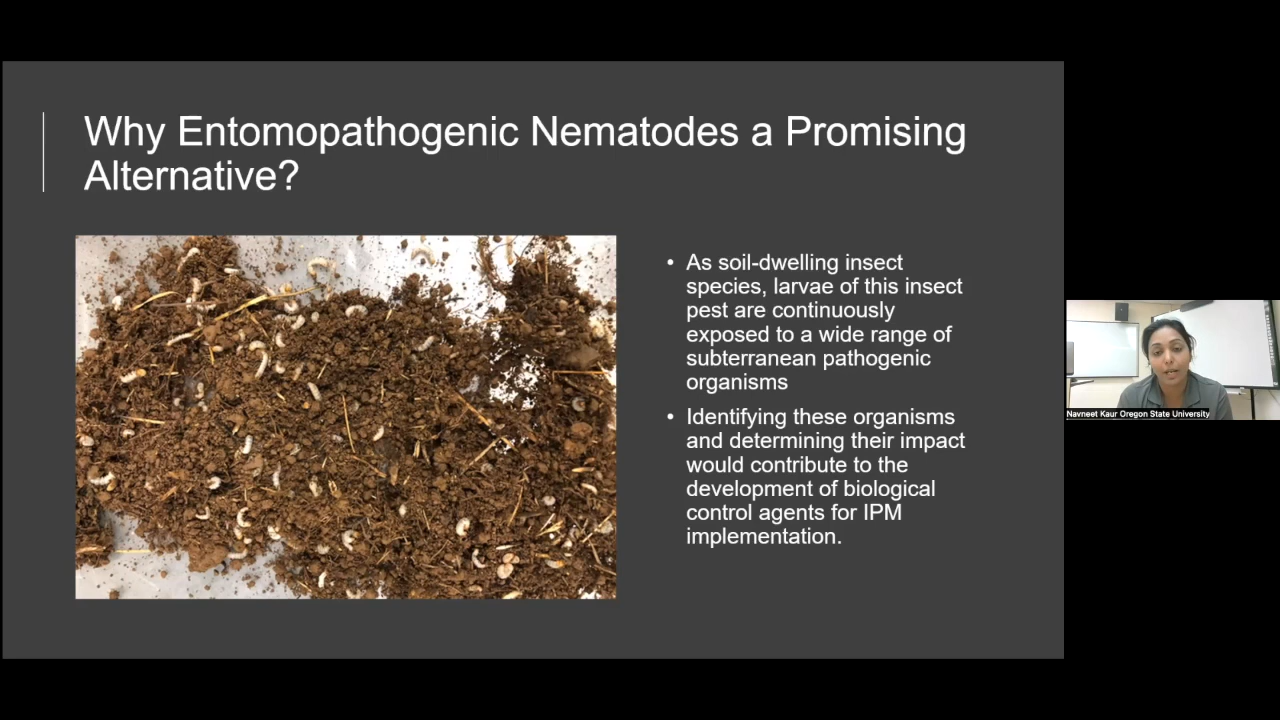 Why Entomopathogenic Nematodes a Promising
Alternative?
• As soil-dwelling insect
species, larvae of this insect
pest are continuously
exposed to a wide range of
subterranean pathogenic
organisms
• Identifying these organisms
and determining their impact
would contribute to the
development of biological
control agents for IPM
implementation.
Navneet Kaur Oregon State University